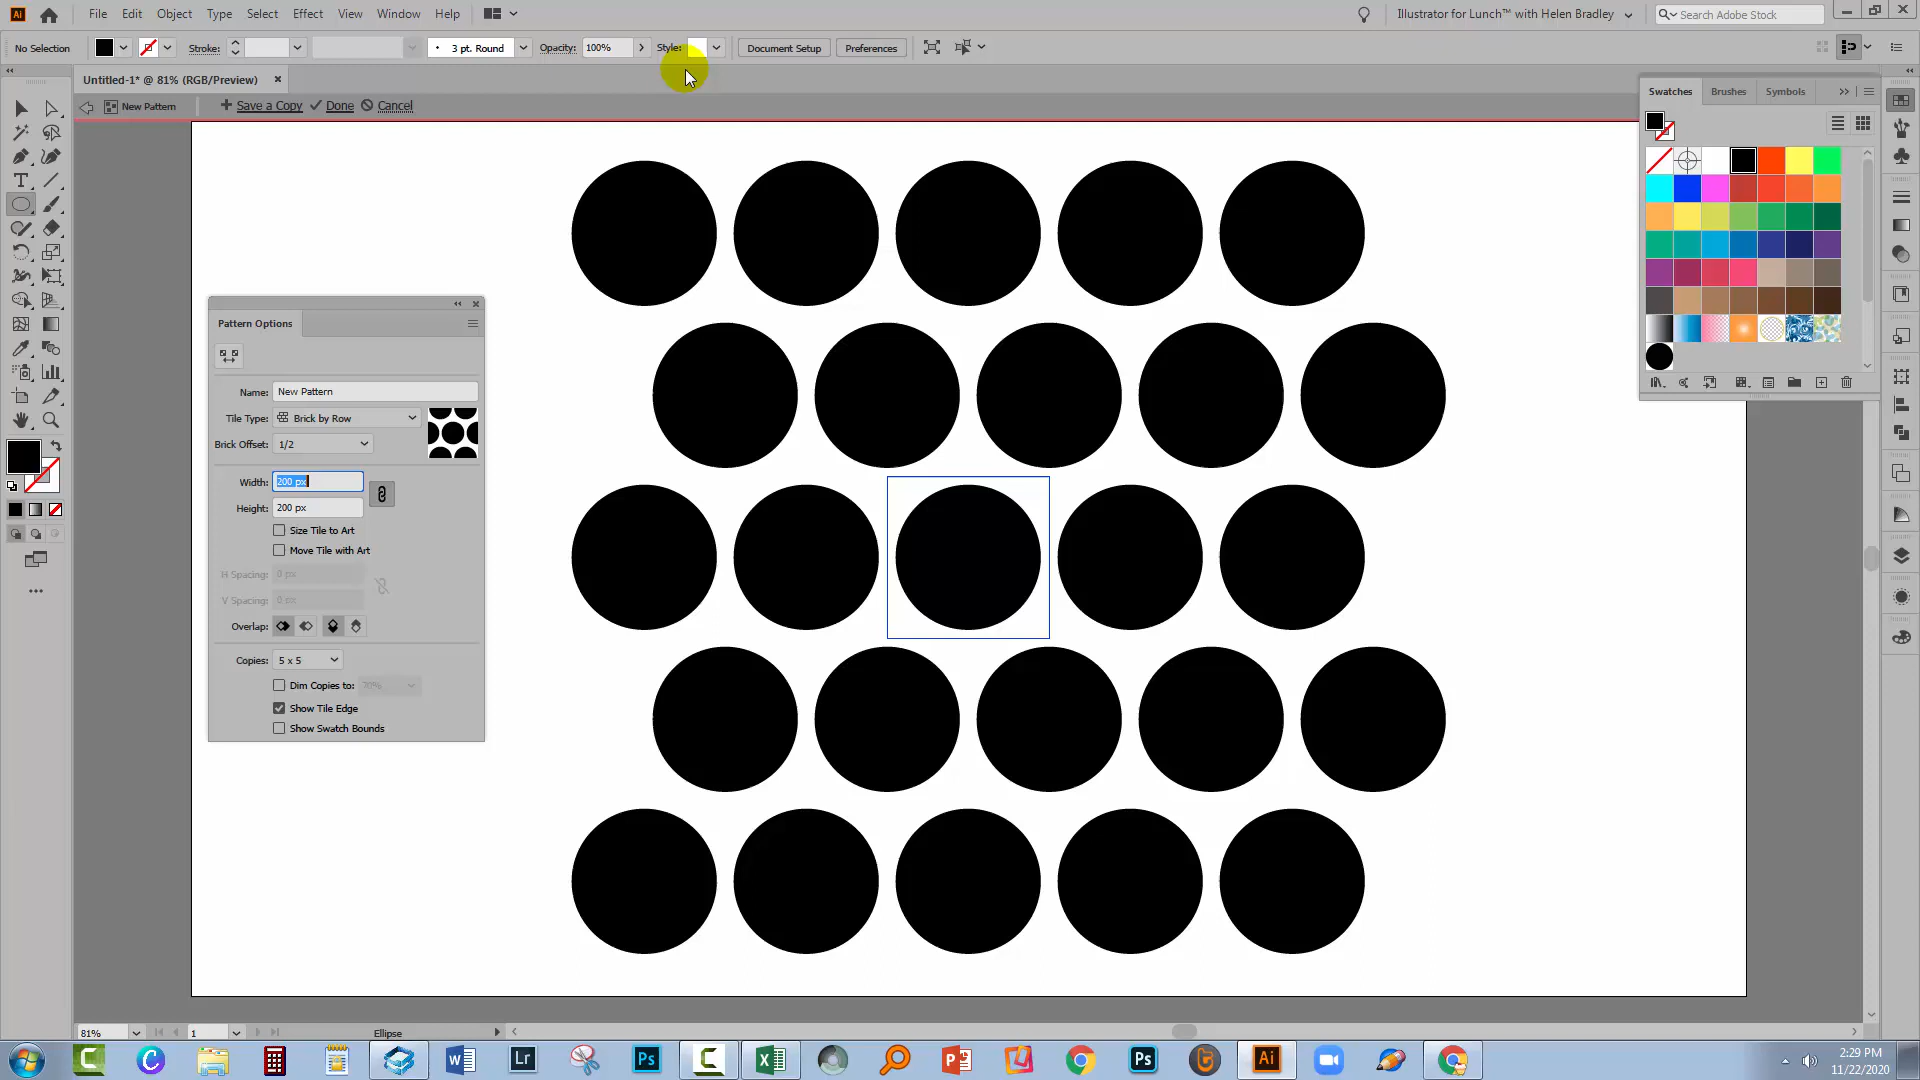 File Edit Object Type Select Effect View Window Help
Illustrator for Lunch™ with Helen Bradley
Search Adobe Stock
No Selection
Stroke:
3 pt. Round
Opacity: 100%
Style:
Document Setup
Preferences
Untitled-1* @ 81% (RGB/Preview)
New Pattern
Save a Copy
Done
Cancel
Swatches Brushes Symbols
Pattern Options
Name: New Pattern
Tile Type: Brick by Row
Brick Offset: 1/2
Width: 200 px
Height: 200 px
Size Tile to Art
Move Tile with Art
H Spacing: 0 px
V Spacing: 0 px
Overlap:
Copies: 5 x 5
Dim Copies to: 70%
Show Tile Edge
Show Swatch Bounds
81%
1
Ellipse
2:29 PM
11/22/2020